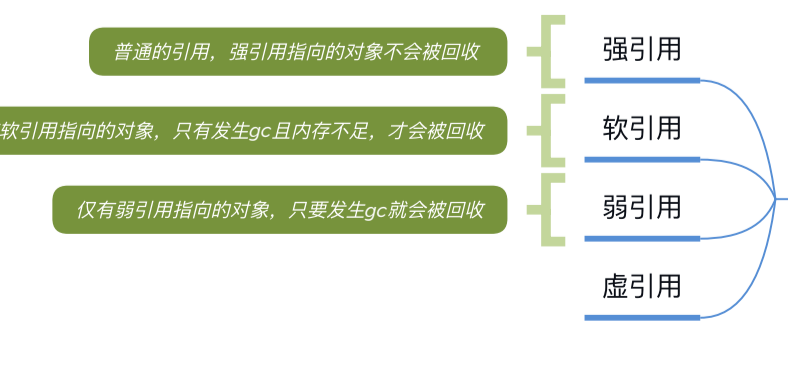 普通的引用，强引用指向的对象不会被回收
强引用
软引用指向的对象，只有发生gc且内存不足，才会被回收
软引用
仅有弱引用指向的对象，只要发生gc就会被回收
弱引用
虚引用